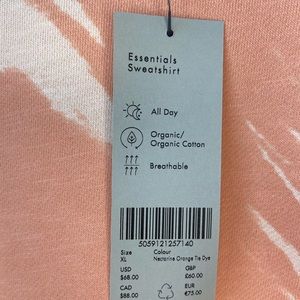 Essentials
Sweatshirt
All Day
Organic/
Organic Cotton
Breathable
5059121257140
Size Colour
XL Nectarine Orange Tie Dye
USD GBP
$68.00 £60.00
CAD EUR
$88.00 €75.00